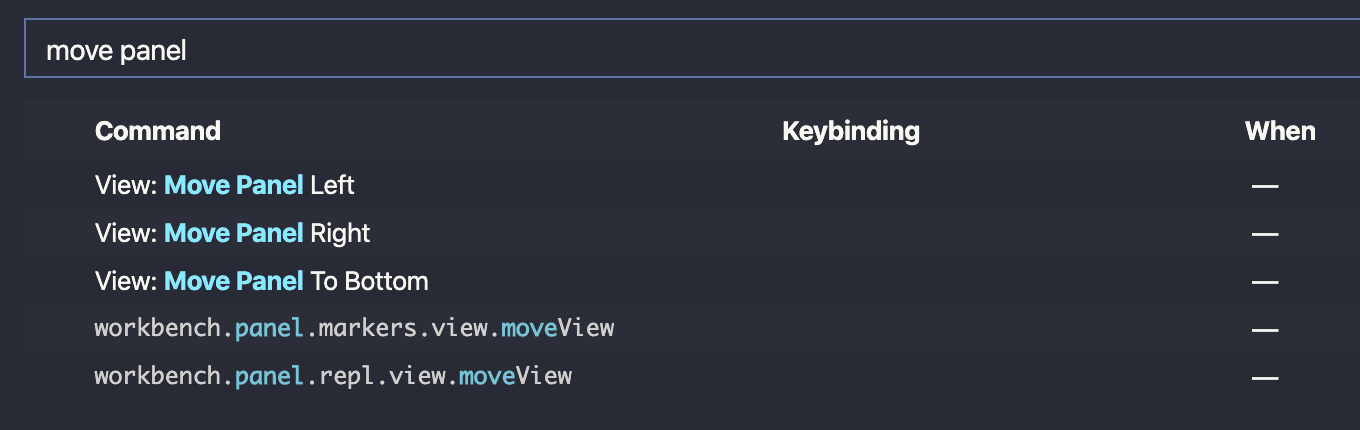 move panel
Command Keybinding When
View: Move Panel Left —
View: Move Panel Right —
View: Move Panel To Bottom —
workbench.panel.markers.view.moveView —
workbench.panel.repl.view.moveView —